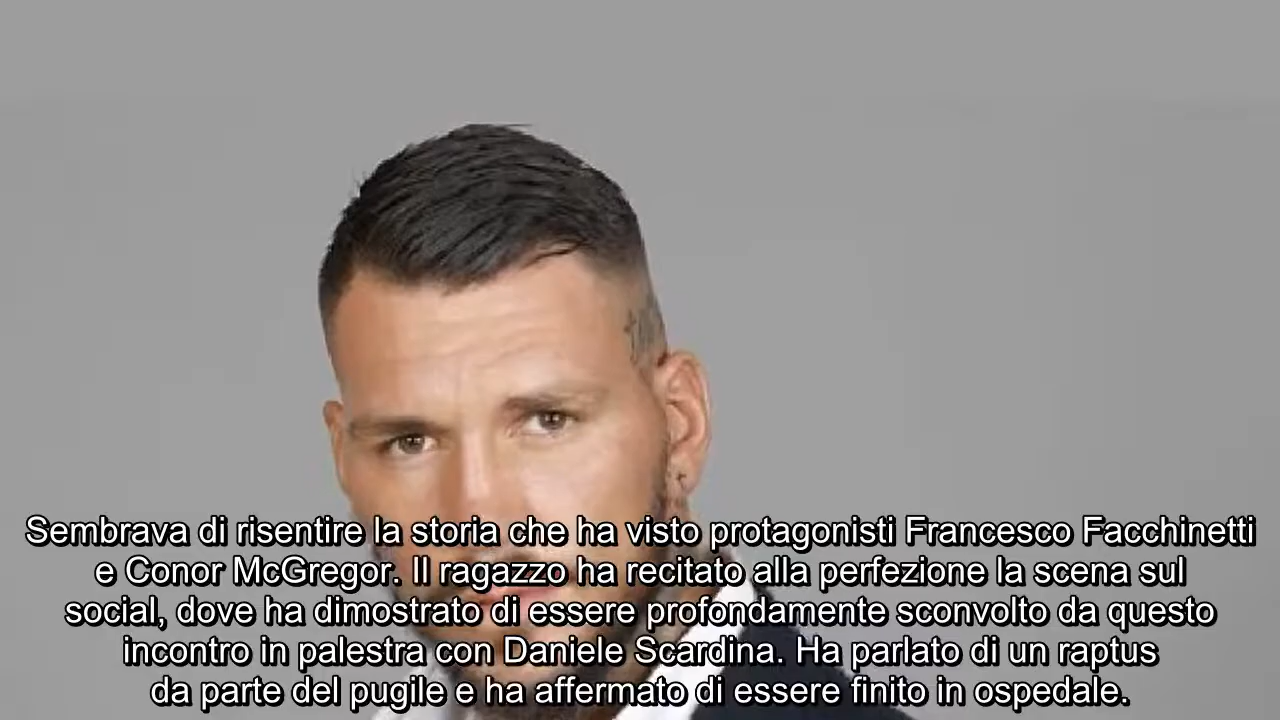 Sembrava di risentire la storia che ha visto protagonisti Francesco Facchinetti
e Conor McGregor. Il ragazzo ha recitato alla perfezione la scena sul
social, dove ha dimostrato di essere profondamente sconvolto da questo
incontro in palestra con Daniele Scardina. Ha parlato di un raptus
da parte del pugile e ha affermato di essere finito in ospedale.